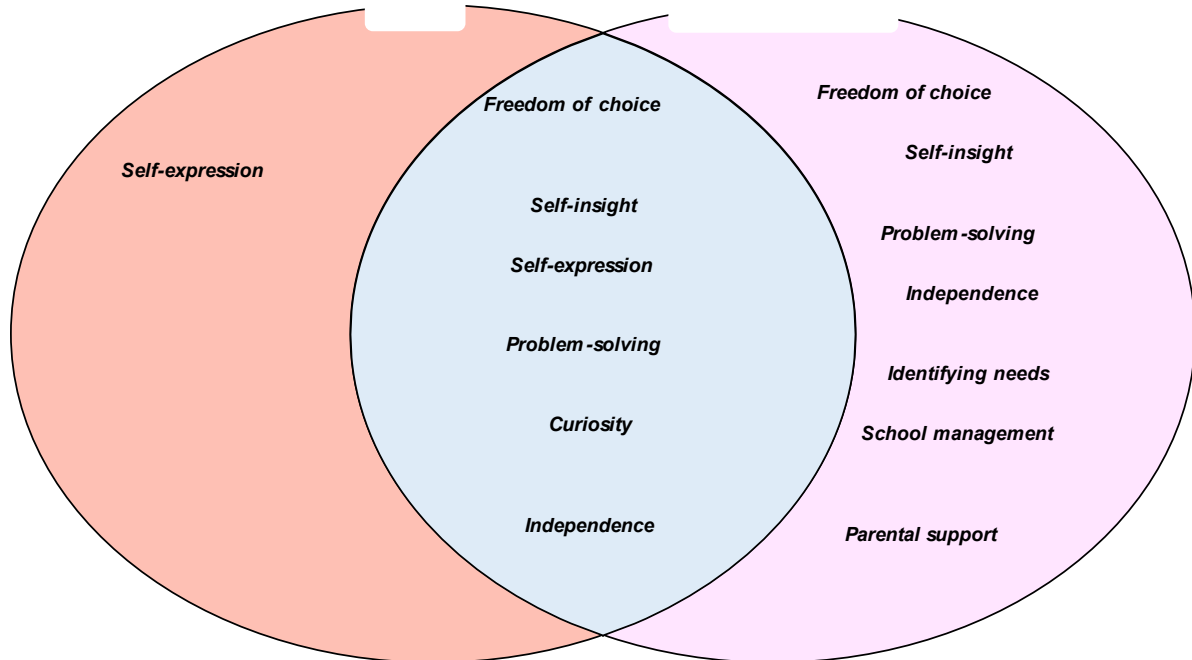 Self-expression
Freedom of choice
Self-insight
Self-expression
Problem-solving
Curiosity
Independence
Freedom of choice
Self-insight
Problem-solving
Independence
Identifying needs
School management
Parental support